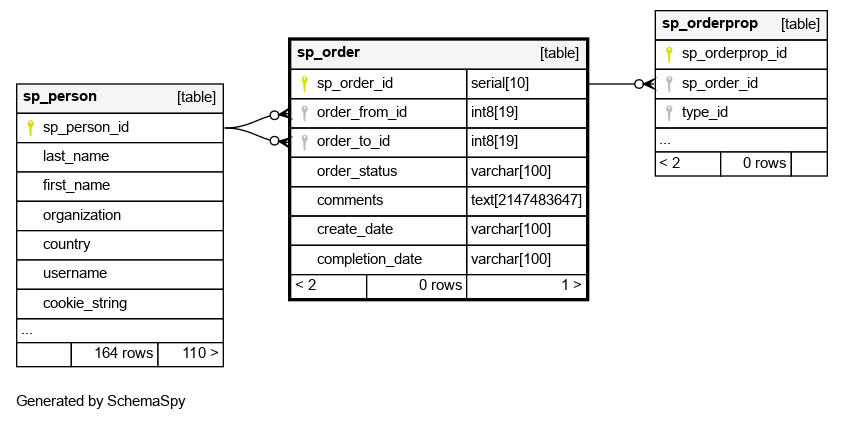 sp_person [table]
sp_person_id
last_name
first_name
organization
country
username
cookie_string
...
164 rows 110 >
sp_order [table]
sp_order_id serial[10]
order_from_id int8[19]
order_to_id int8[19]
order_status varchar[100]
comments text[2147483647]
create_date varchar[100]
completion_date varchar[100]
< 2 0 rows 1 >
sp_orderprop [table]
sp_orderprop_id
sp_order_id
type_id
...
< 2 0 rows
Generated by SchemaSpy